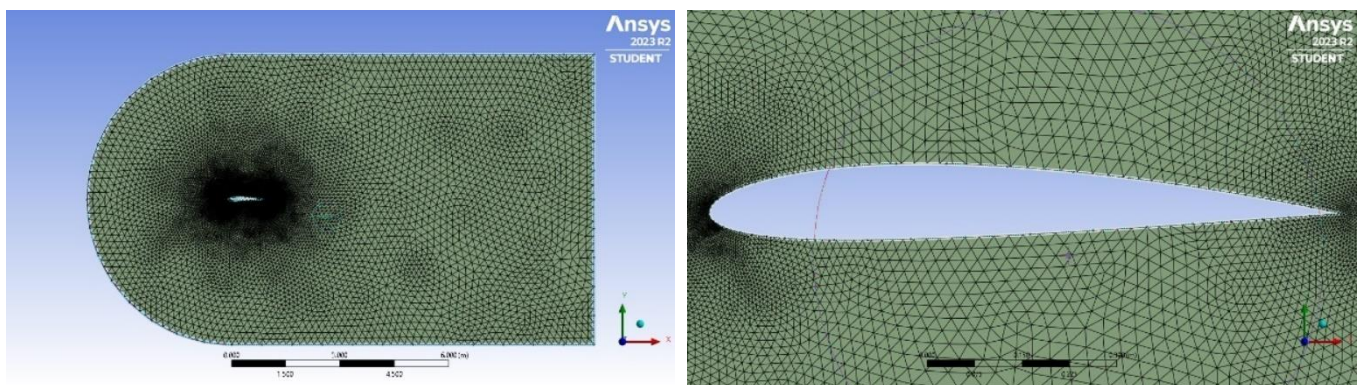 Ansys
2023 R2
STUDENT
Y
X
0.000 3.000 6.000 (m)
1.500 4.500
Ansys
2023 R2
STUDENT